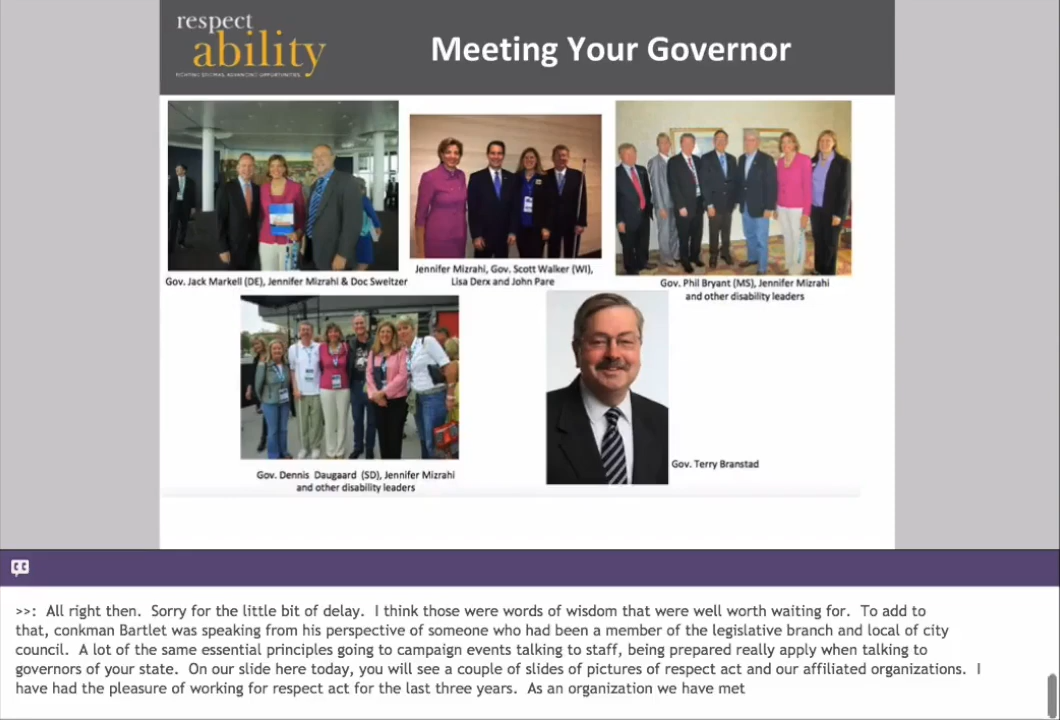 respect
ability
Meeting Your Governor
Gov. Jack Markell (DE), Jennifer Mizrahi & Doc Sweitzer
Jennifer Mizrahi, Gov. Scott Walker (WI),
Lisa Derx and John Pare
Gov. Phil Bryant (MS), Jennifer Mizrahi
and other disability leaders
Gov. Dennis Daugaard (SD), Jennifer Mizrahi
and other disability leaders
Gov. Terry Branstad
>>: All right then. Sorry for the little bit of delay. I think those were words of wisdom that were well worth waiting for. To add to
that, conkman Bartlet was speaking from his perspective of someone who had been a member of the legislative branch and local of city
council. A lot of the same essential principles going to campaign events talking to staff, being prepared really apply when talking to
governors of your state. On our slide here today, you will see a couple of slides of pictures of respect act and our affiliated organizations. I
have had the pleasure of working for respect act for the last three years. As an organization we have met